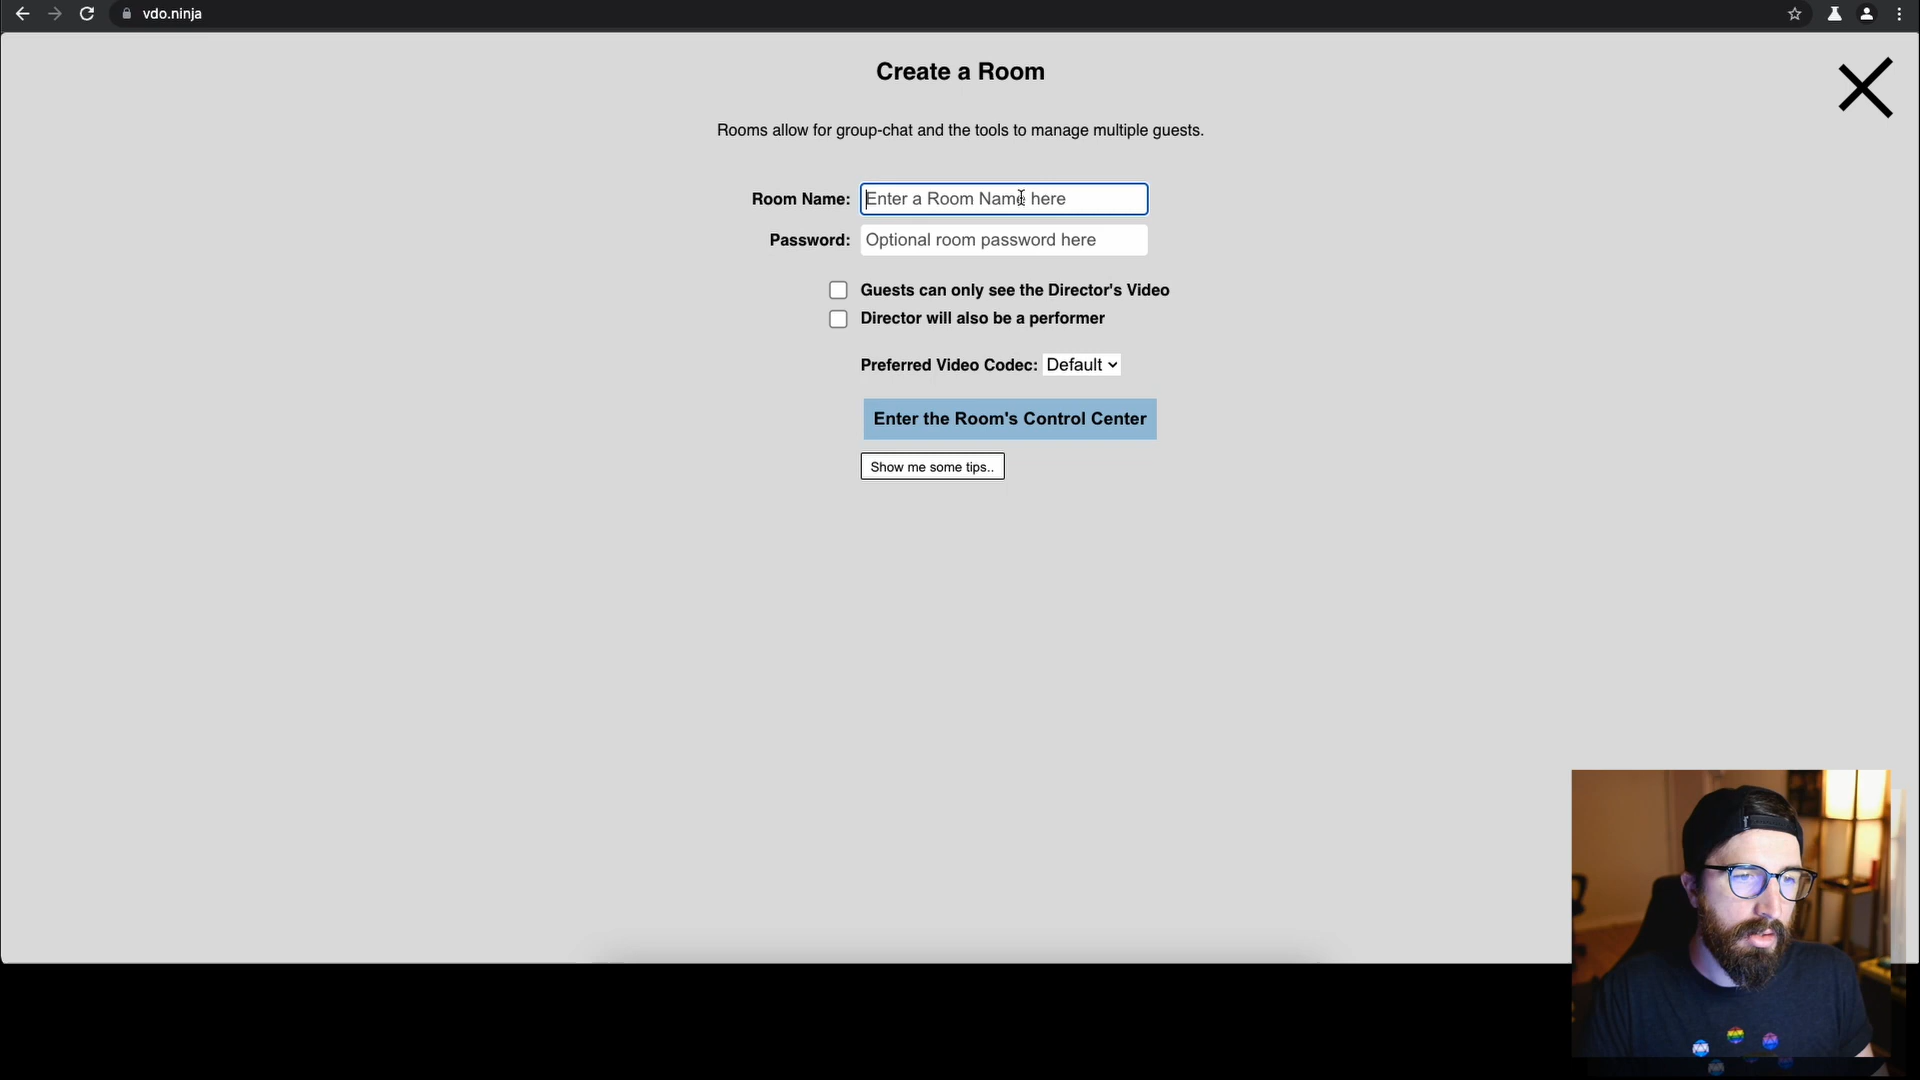 vdo.ninja
Create a Room
Rooms allow for group-chat and the tools to manage multiple guests.
Room Name: Enter a Room Name here
Password: Optional room password here
Guests can only see the Director's Video
Director will also be a performer
Preferred Video Codec: Default
Enter the Room's Control Center
Show me some tips..